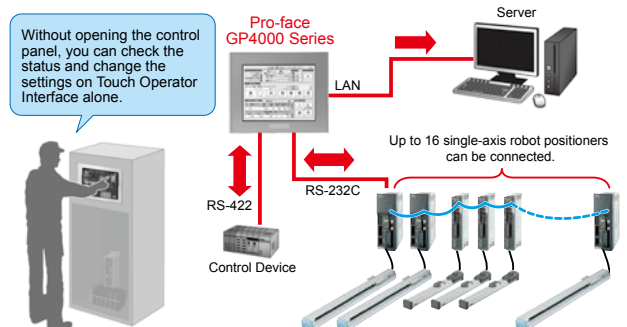 Without opening the control
panel, you can check the
status and change the
settings on Touch Operator
Interface alone.
Pro-face
GP4000 Series
LAN
Server
RS-422
RS-232C
Control Device
Up to 16 single-axis robot positioners
can be connected.